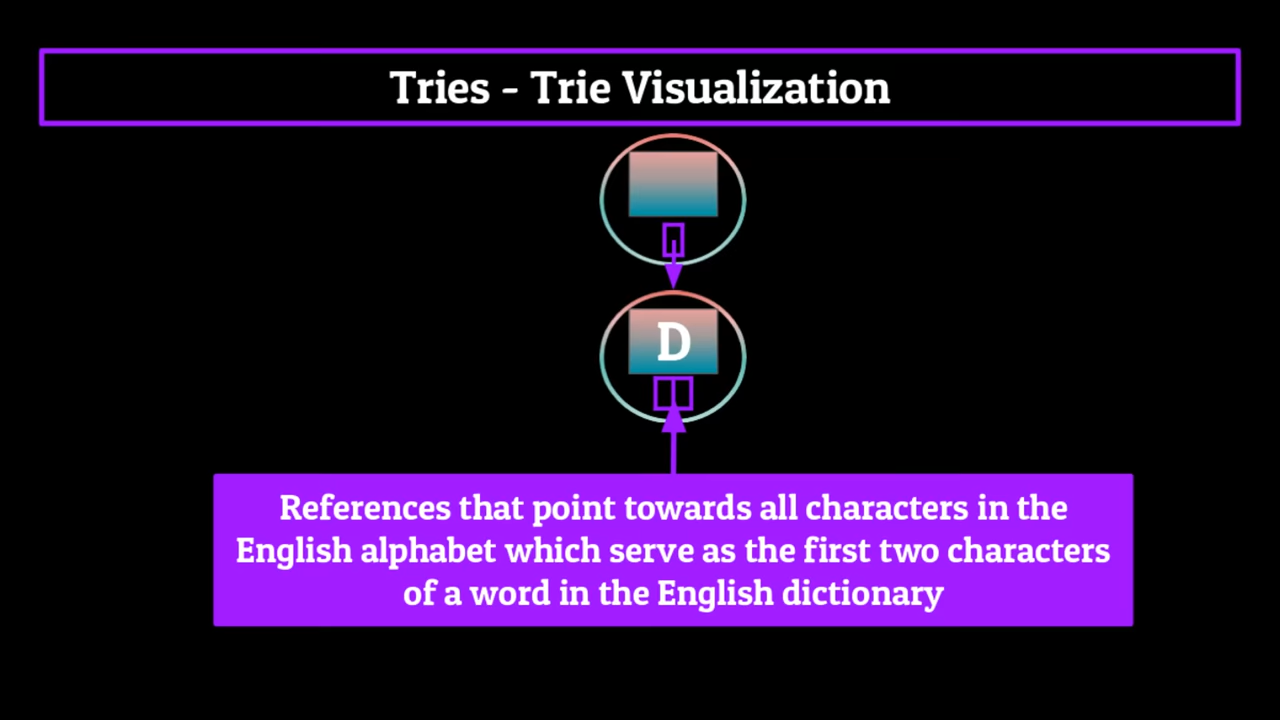 Tries - Trie Visualization
D
References that point towards all characters in the
English alphabet which serve as the first two characters
of a word in the English dictionary